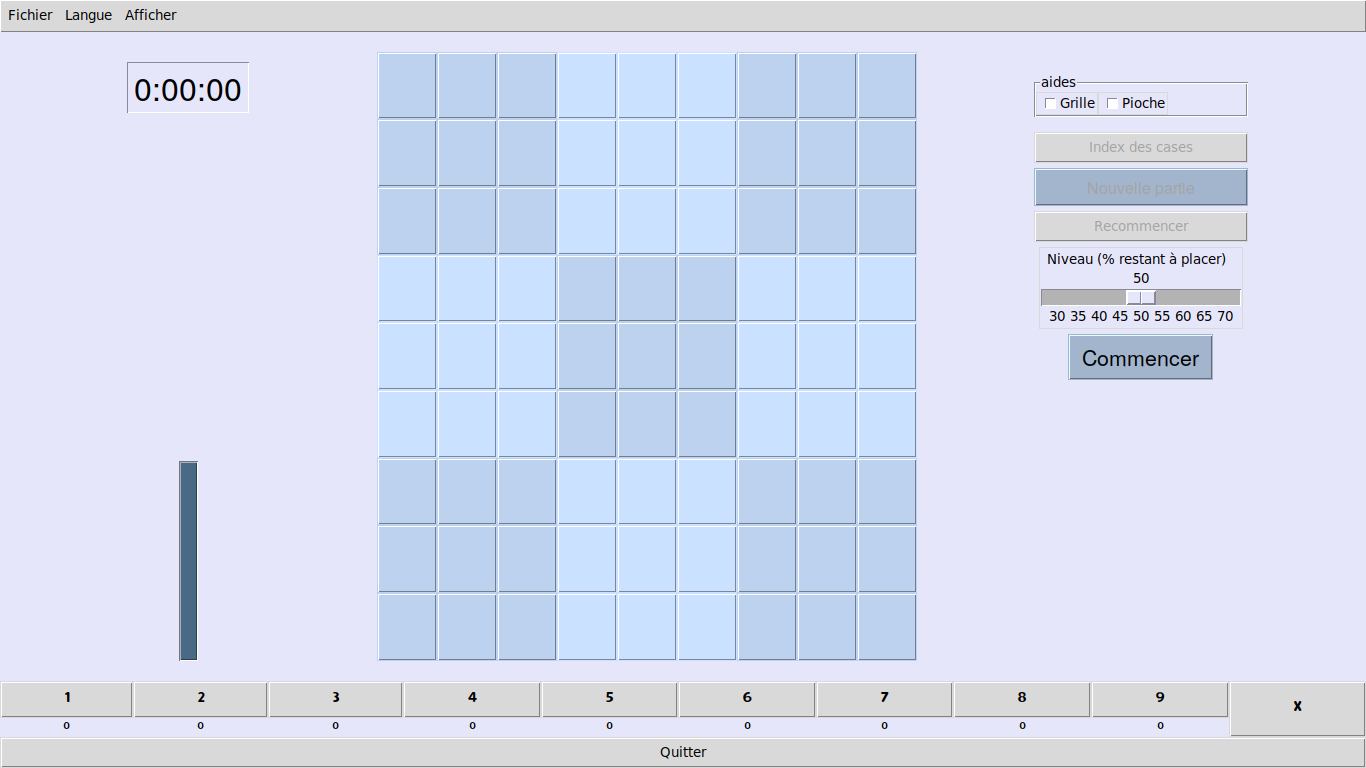 Fichier Langue Afficher
0:00:00
aides
Grille Pioche
Index des cases
Nouvelle partie
Recommencer
Niveau (% restant à placer)
50
30 35 40 45 50 55 60 65 70
Commencer
1 2 3 4 5 6 7 8 9 x
0 0 0 0 0 0 0 0 0
Quitter